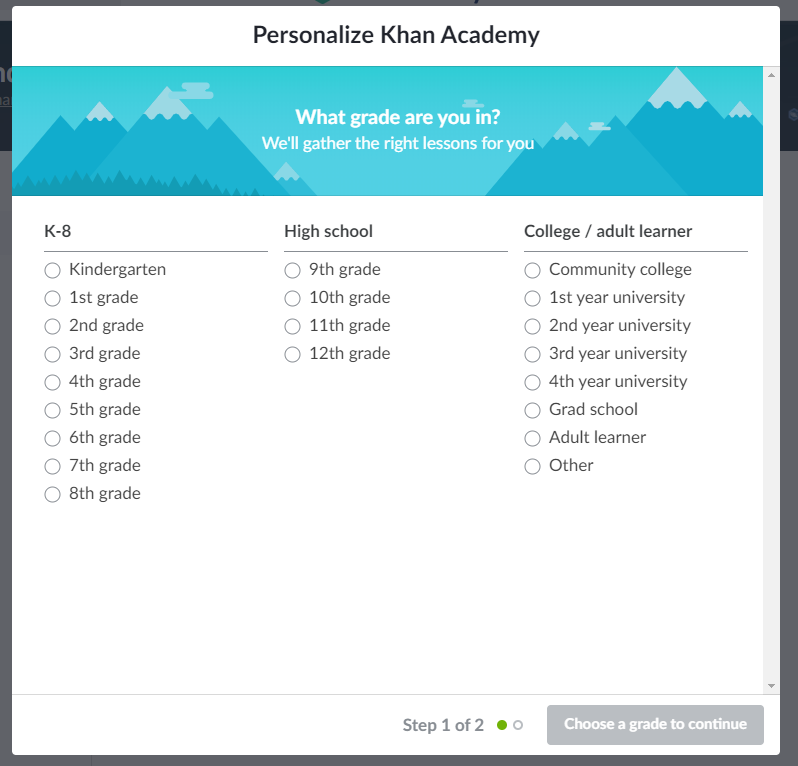 Personalize Khan Academy
What grade are you in?
We'll gather the right lessons for you
K-8
Kindergarten
1st grade
2nd grade
3rd grade
4th grade
5th grade
6th grade
7th grade
8th grade
High school
9th grade
10th grade
11th grade
12th grade
College / adult learner
Community college
1st year university
2nd year university
3rd year university
4th year university
Grad school
Adult learner
Other
Step 1 of 2
Choose a grade to continue